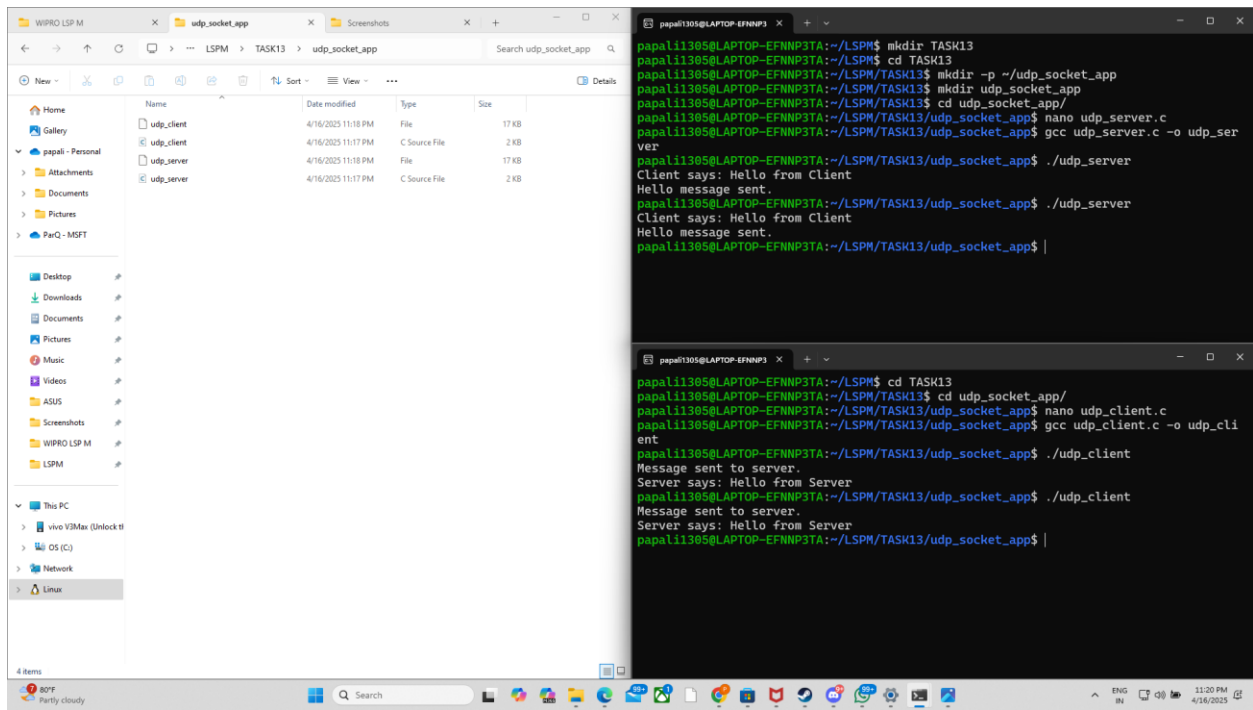 WIPRO LSP M
udp_socket_app
Screenshots
LSPM > TASK13 > udp_socket_app
Search udp_socket_app
New
Sort
View
Details
Home
Gallery
papali - Personal
Attachments
Documents
Pictures
ParQ - MSFT
Desktop
Downloads
Documents
Pictures
Music
Videos
ASUS
Screenshots
WIPRO LSP M
LSPM
This PC
vivo V3Max (Unlock tl
OS (C:)
Network
Linux
Name Date modified Type Size
udp_client 4/16/2025 11:18 PM File 17 KB
udp_client 4/16/2025 11:17 PM C Source File 2 KB
udp_server 4/16/2025 11:18 PM File 17 KB
udp_server 4/16/2025 11:17 PM C Source File 2 KB
4 items
papali1305@LAPTOP-EFNNP3
papali1305@LAPTOP-EFNNP3TA:~/LSPM$ mkdir TASK13
papali1305@LAPTOP-EFNNP3TA:~/LSPM$ cd TASK13
papali1305@LAPTOP-EFNNP3TA:~/LSPM/TASK13$ mkdir -p ~/udp_socket_app
papali1305@LAPTOP-EFNNP3TA:~/LSPM/TASK13$ mkdir udp_socket_app
papali1305@LAPTOP-EFNNP3TA:~/LSPM/TASK13$ cd udp_socket_app/
papali1305@LAPTOP-EFNNP3TA:~/LSPM/TASK13/udp_socket_app$ nano udp_server.c
papali1305@LAPTOP-EFNNP3TA:~/LSPM/TASK13/udp_socket_app$ gcc udp_server.c -o udp_ser
ver
papali1305@LAPTOP-EFNNP3TA:~/LSPM/TASK13/udp_socket_app$ ./udp_server
Client says: Hello from Client
Hello message sent.
papali1305@LAPTOP-EFNNP3TA:~/LSPM/TASK13/udp_socket_app$ ./udp_server
Client says: Hello from Client
Hello message sent.
papali1305@LAPTOP-EFNNP3TA:~/LSPM/TASK13/udp_socket_app$
papali1305@LAPTOP-EFNNP3
papali1305@LAPTOP-EFNNP3TA:~/LSPM$ cd TASK13
papali1305@LAPTOP-EFNNP3TA:~/LSPM/TASK13$ cd udp_socket_app/
papali1305@LAPTOP-EFNNP3TA:~/LSPM/TASK13/udp_socket_app$ nano udp_client.c
papali1305@LAPTOP-EFNNP3TA:~/LSPM/TASK13/udp_socket_app$ gcc udp_client.c -o udp_cli
ent
papali1305@LAPTOP-EFNNP3TA:~/LSPM/TASK13/udp_socket_app$ ./udp_client
Message sent to server.
Server says: Hello from Server
papali1305@LAPTOP-EFNNP3TA:~/LSPM/TASK13/udp_socket_app$ ./udp_client
Message sent to server.
Server says: Hello from Server
papali1305@LAPTOP-EFNNP3TA:~/LSPM/TASK13/udp_socket_app$
7
80°F
Partly cloudy
Search
99+
99+
ENG
IN
11:20 PM
4/16/2025